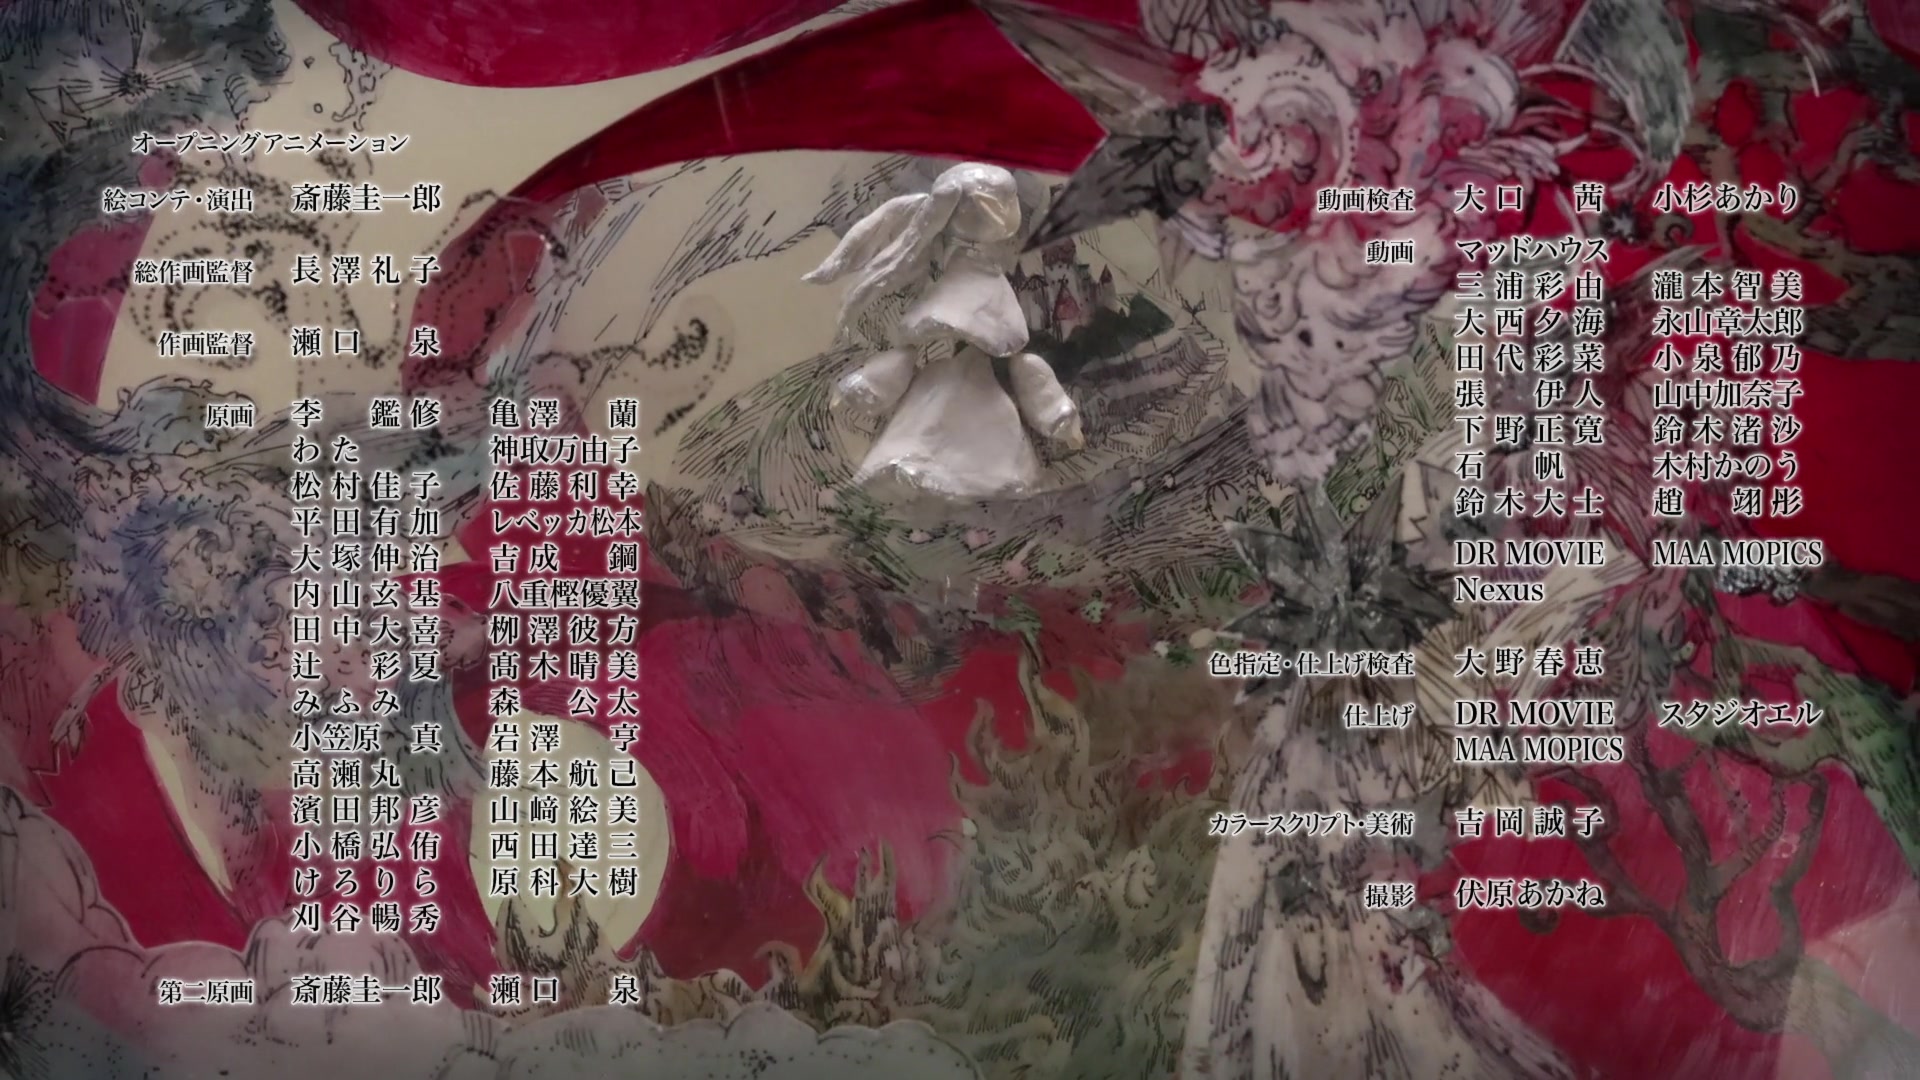 オープニングアニメーション
絵コンテ・演出 斎藤圭一郎
総作画監督 長澤礼子
作画監督 瀬口 泉
原画 李 鑑修 亀澤 蘭
わた 神取万由子
松村佳子 佐藤利幸
平田有加 レベッカ松本
大塚伸治 吉成 鋼
内山玄基 八重樫優翼
田中大喜 柳澤彼方
辻 彩夏 髙木晴美
みふみ 森 公太
小笠原 真 岩澤 亨
高瀬丸 藤本航己
濱田邦彦 山﨑絵美
小橋弘侑 西田達三
けろりら 原科大樹
刈谷暢秀
第二原画 斎藤圭一郎 瀬口 泉
動画検査 大口 茜 小杉あかり
動画 マッドハウス
三浦彩由 瀧本智美
大西夕海 永山章太郎
田代彩菜 小泉郁乃
張 伊人 山中加奈子
下野正寛 鈴木渚沙
石 帆 木村かのう
鈴木大士 趙 翊彤
DR MOVIE MAA MOPICS
Nexus
色指定・仕上げ検査 大野春恵
仕上げ DR MOVIE スタジオエル
MAA MOPICS
カラースクリプト・美術 吉岡誠子
撮影 伏原あかね